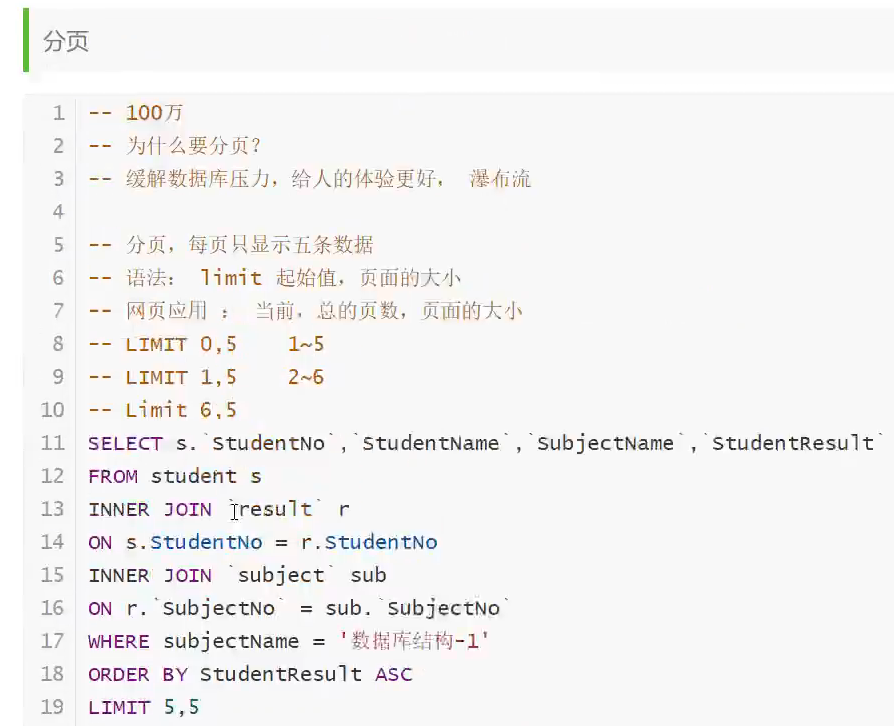 分页
1 -- 100万
2 -- 为什么要分页？
3 -- 缓解数据库压力，给人的体验更好， 瀑布流
4
5 -- 分页，每页只显示五条数据
6 -- 语法： limit 起始值，页面的大小
7 -- 网页应用 ： 当前，总的页数，页面的大小
8 -- LIMIT 0,5 1~5
9 -- LIMIT 1,5 2~6
10 -- Limit 6,5
11 SELECT s.`StudentNo`,`StudentName`,`SubjectName`,`StudentResult`
12 FROM student s
13 INNER JOIN `result` r
14 ON s.StudentNo = r.StudentNo
15 INNER JOIN `subject` sub
16 ON r.`SubjectNo` = sub.`SubjectNo`
17 WHERE subjectName = '数据库结构-1'
18 ORDER BY StudentResult ASC
19 LIMIT 5,5